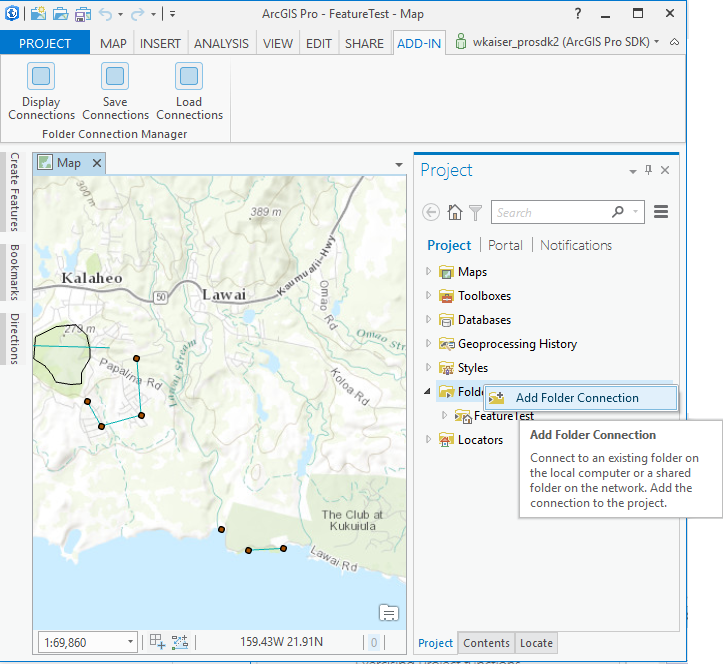 ArcGIS Pro - FeatureTest - Map
?
PROJECT MAP INSERT ANALYSIS VIEW EDIT SHARE ADD-IN wkaiser_prosdk2 (ArcGIS Pro SDK)
Display Connections
Save Connections
Load Connections
Folder Connection Manager
Create Features
Bookmarks
Directions
Map
300 m
389 m
Kalaheo
50
Lawai
Kaumualii-Hwy
Omao Rd
Omao Stream
279 m
Papalina Rd
Lawai Stream
Koloa Rd
The Club at
Kukuiula
Lawai Rd
1:69,860
159.43W 21.91N
0
Project
Search
Project Portal Notifications
Maps
Toolboxes
Databases
Geoprocessing History
Styles
Folde
Add Folder Connection
FeatureTest
Locators
Add Folder Connection
Connect to an existing folder on
the local computer or a shared
folder on the network. Add the
connection to the project.
Project Contents Locate